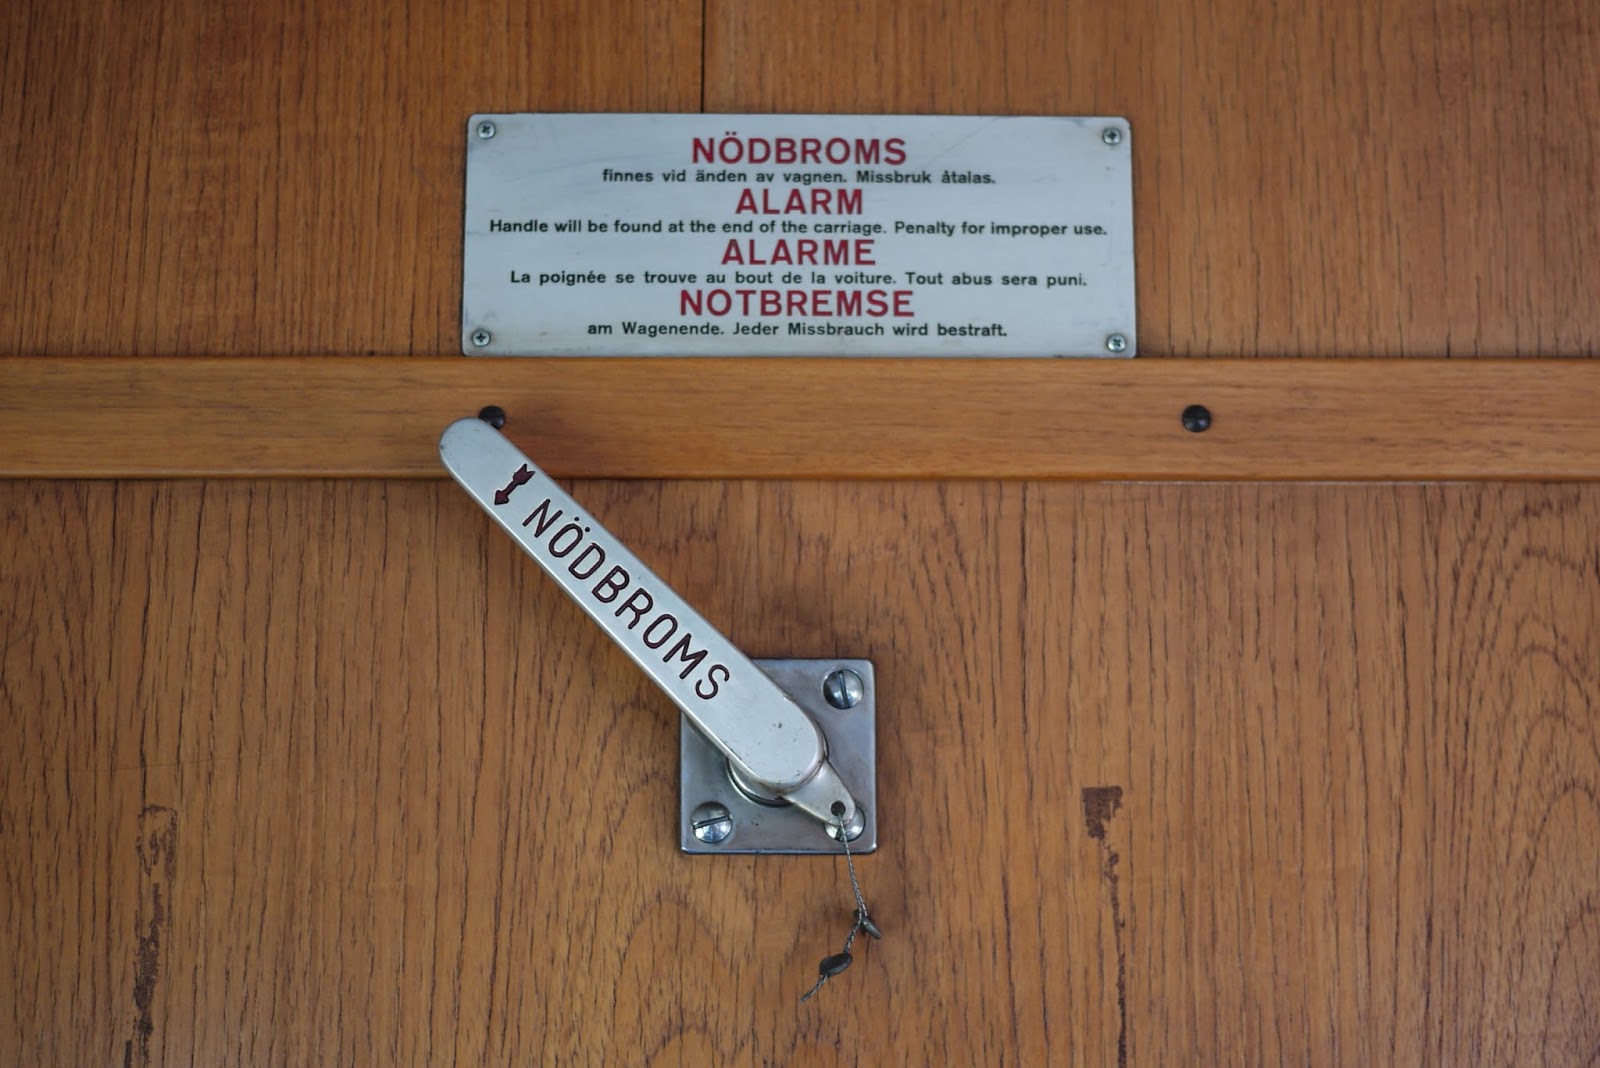 NÖDBROMS
finnes vid änden av vagnen. Missbruk åtalas.
ALARM
Handle will be found at the end of the carriage. Penalty for improper use.
ALARME
La poignée se trouve au bout de la voiture. Tout abus sera puni.
NOTBREMSE
am Wagenende. Jeder Missbrauch wird bestraft.
NÖDBROMS